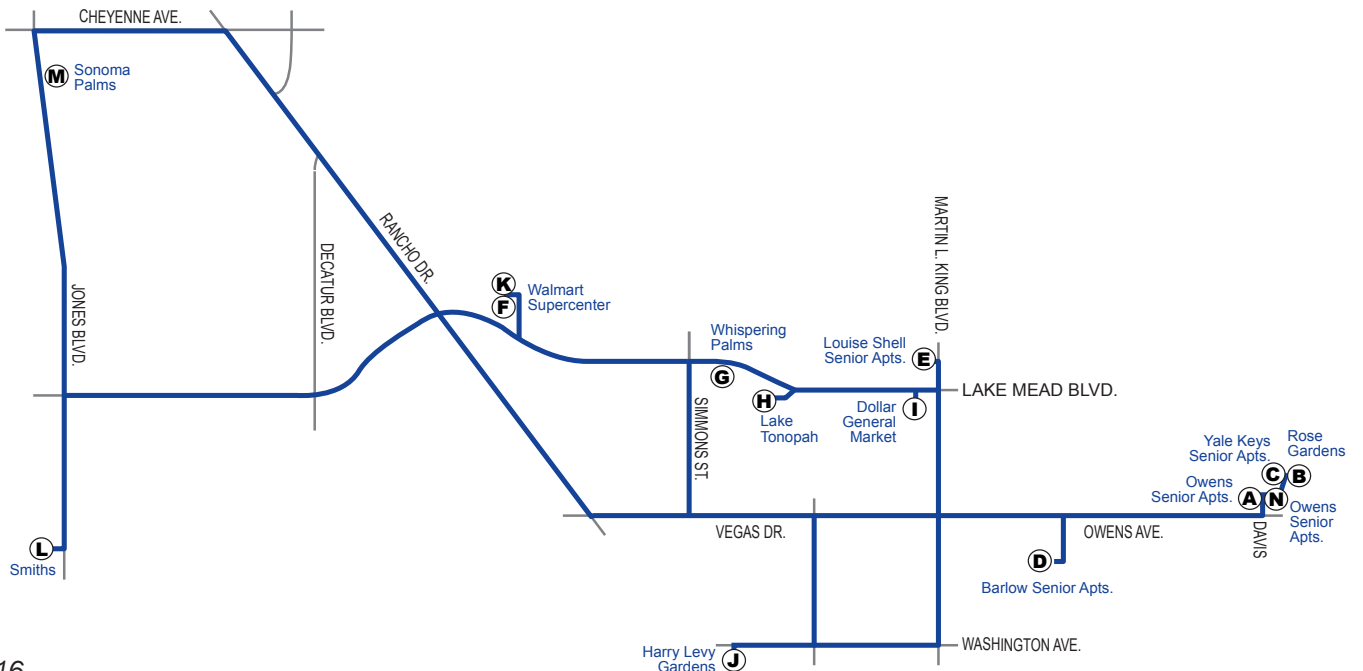 CHEYENNE AVE.
M
Sonoma
Palms
MARTIN L. KING BLVD.
RANCHO DR.
DECATUR BLVD.
JONES BLVD.
K
F
Walmart
Supercenter
Whispering
Palms
G
Louise Shell
Senior Apts.
E
LAKE MEAD BLVD.
H
Lake
Tonopah
Dollar
General
Market
I
SIMMONS ST.
Yale Keys
Senior Apts.
C
Rose
Gardens
B
Owens
Senior Apts.
A
N
Owens
Senior
Apts.
VEGAS DR.
OWENS AVE.
DAVIS
L
Smiths
D
Barlow Senior Apts.
Harry Levy
Gardens
J
WASHINGTON AVE.
16